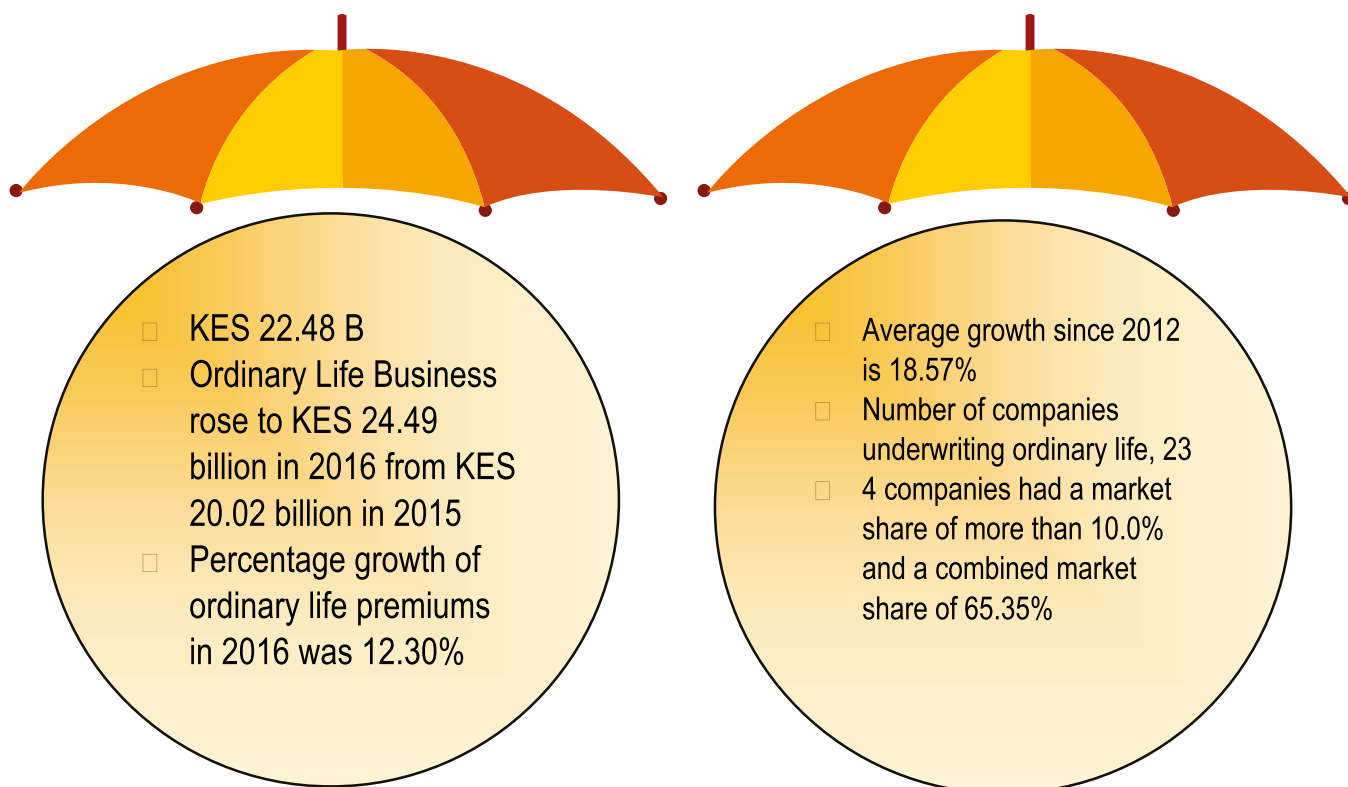 KES 22.48 B
Ordinary Life Business
rose to KES 24.49
billion in 2016 from KES
20.02 billion in 2015
Percentage growth of
ordinary life premiums
in 2016 was 12.30%
Average growth since 2012
is 18.57%
Number of companies
underwriting ordinary life, 23
4 companies had a market
share of more than 10.0%
and a combined market
share of 65.35%